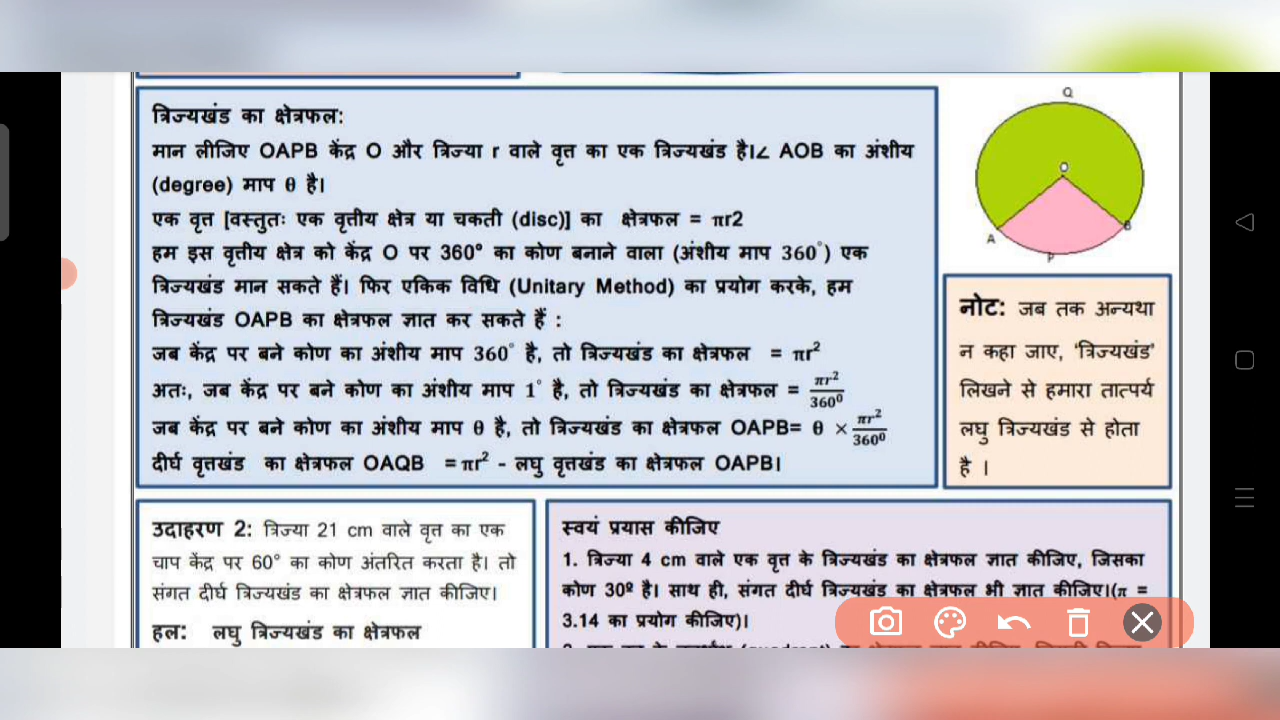 त्रिज्यखंड का क्षेत्रफल:
मान लीजिए OAPB केंद्र O और त्रिज्या r वाले वृत्त का एक त्रिज्यखंड है।∠ AOB का अंशीय
(degree) माप θ है।
एक वृत्त [वस्तुतः एक वृत्तीय क्षेत्र या चकती (disc)] का क्षेत्रफल = πr2
हम इस वृत्तीय क्षेत्र को केंद्र O पर 360° का कोण बनाने वाला (अंशीय माप 360°) एक
त्रिज्यखंड मान सकते हैं। फिर एकिक विधि (Unitary Method) का प्रयोग करके, हम
त्रिज्यखंड OAPB का क्षेत्रफल ज्ञात कर सकते हैं :
जब केंद्र पर बने कोण का अंशीय माप 360° है, तो त्रिज्यखंड का क्षेत्रफल = πr²
अतः, जब केंद्र पर बने कोण का अंशीय माप 1° है, तो त्रिज्यखंड का क्षेत्रफल = πr²/360⁰
जब केंद्र पर बने कोण का अंशीय माप θ है, तो त्रिज्यखंड का क्षेत्रफल OAPB= θ × πr²/360⁰
दीर्घ वृत्तखंड का क्षेत्रफल OAQB =πr² - लघु वृत्तखंड का क्षेत्रफल OAPB।
Q
O
A
B
P
नोट: जब तक अन्यथा
न कहा जाए, 'त्रिज्यखंड'
लिखने से हमारा तात्पर्य
लघु त्रिज्यखंड से होता
है ।
उदाहरण 2: त्रिज्या 21 cm वाले वृत्त का एक
चाप केंद्र पर 60° का कोण अंतरित करता है। तो
संगत दीर्घ त्रिज्यखंड का क्षेत्रफल ज्ञात कीजिए।
हल: लघु त्रिज्यखंड का क्षेत्रफल
स्वयं प्रयास कीजिए
1. त्रिज्या 4 cm वाले एक वृत्त के त्रिज्यखंड का क्षेत्रफल ज्ञात कीजिए, जिसका
कोण 30º है। साथ ही, संगत दीर्घ त्रिज्यखंड का क्षेत्रफल भी ज्ञात कीजिए।(π =
3.14 का प्रयोग कीजिए)।